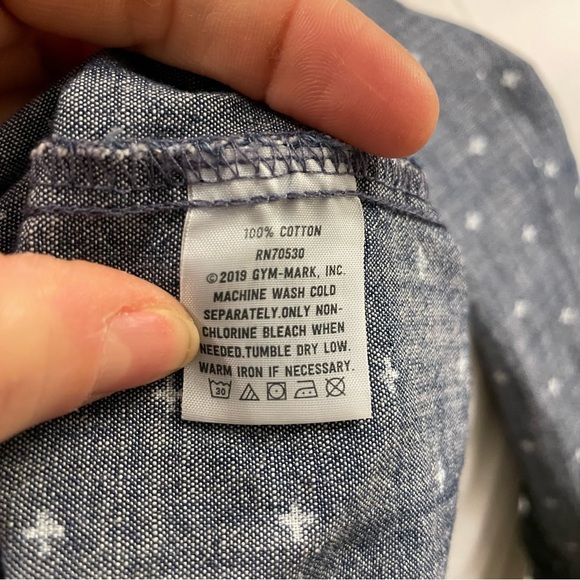 100% COTTON
RN70530
©2019 GYM-MARK, INC.
MACHINE WASH COLD
SEPARATELY.ONLY NON-
CHLORINE BLEACH WHEN
NEEDED.TUMBLE DRY LOW.
WARM IRON IF NECESSARY.
30